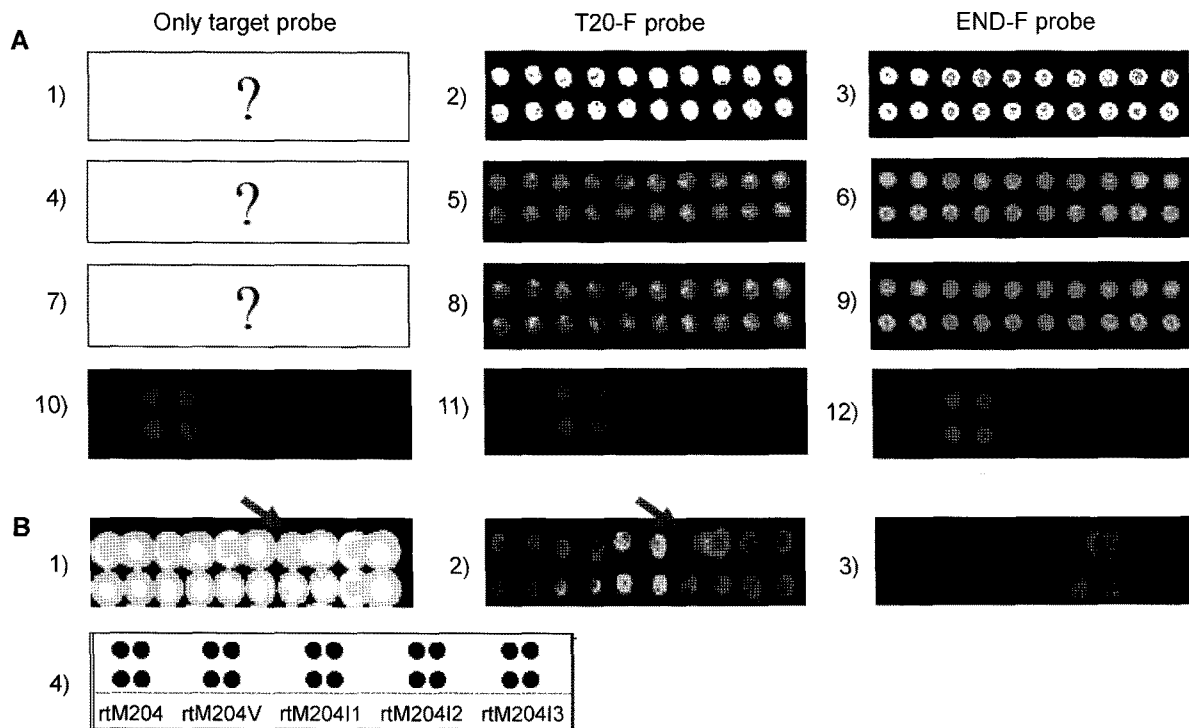 Only target probe T20-F probe END-F probe
A
1) ? 2) 3)
4) ? 5) 6)
7) ? 8) 9)
10) 11) 12)
B
1) 2) 3)
4)
rtM204 rtM204V rtM204I1 rtM204I2 rtM204I3